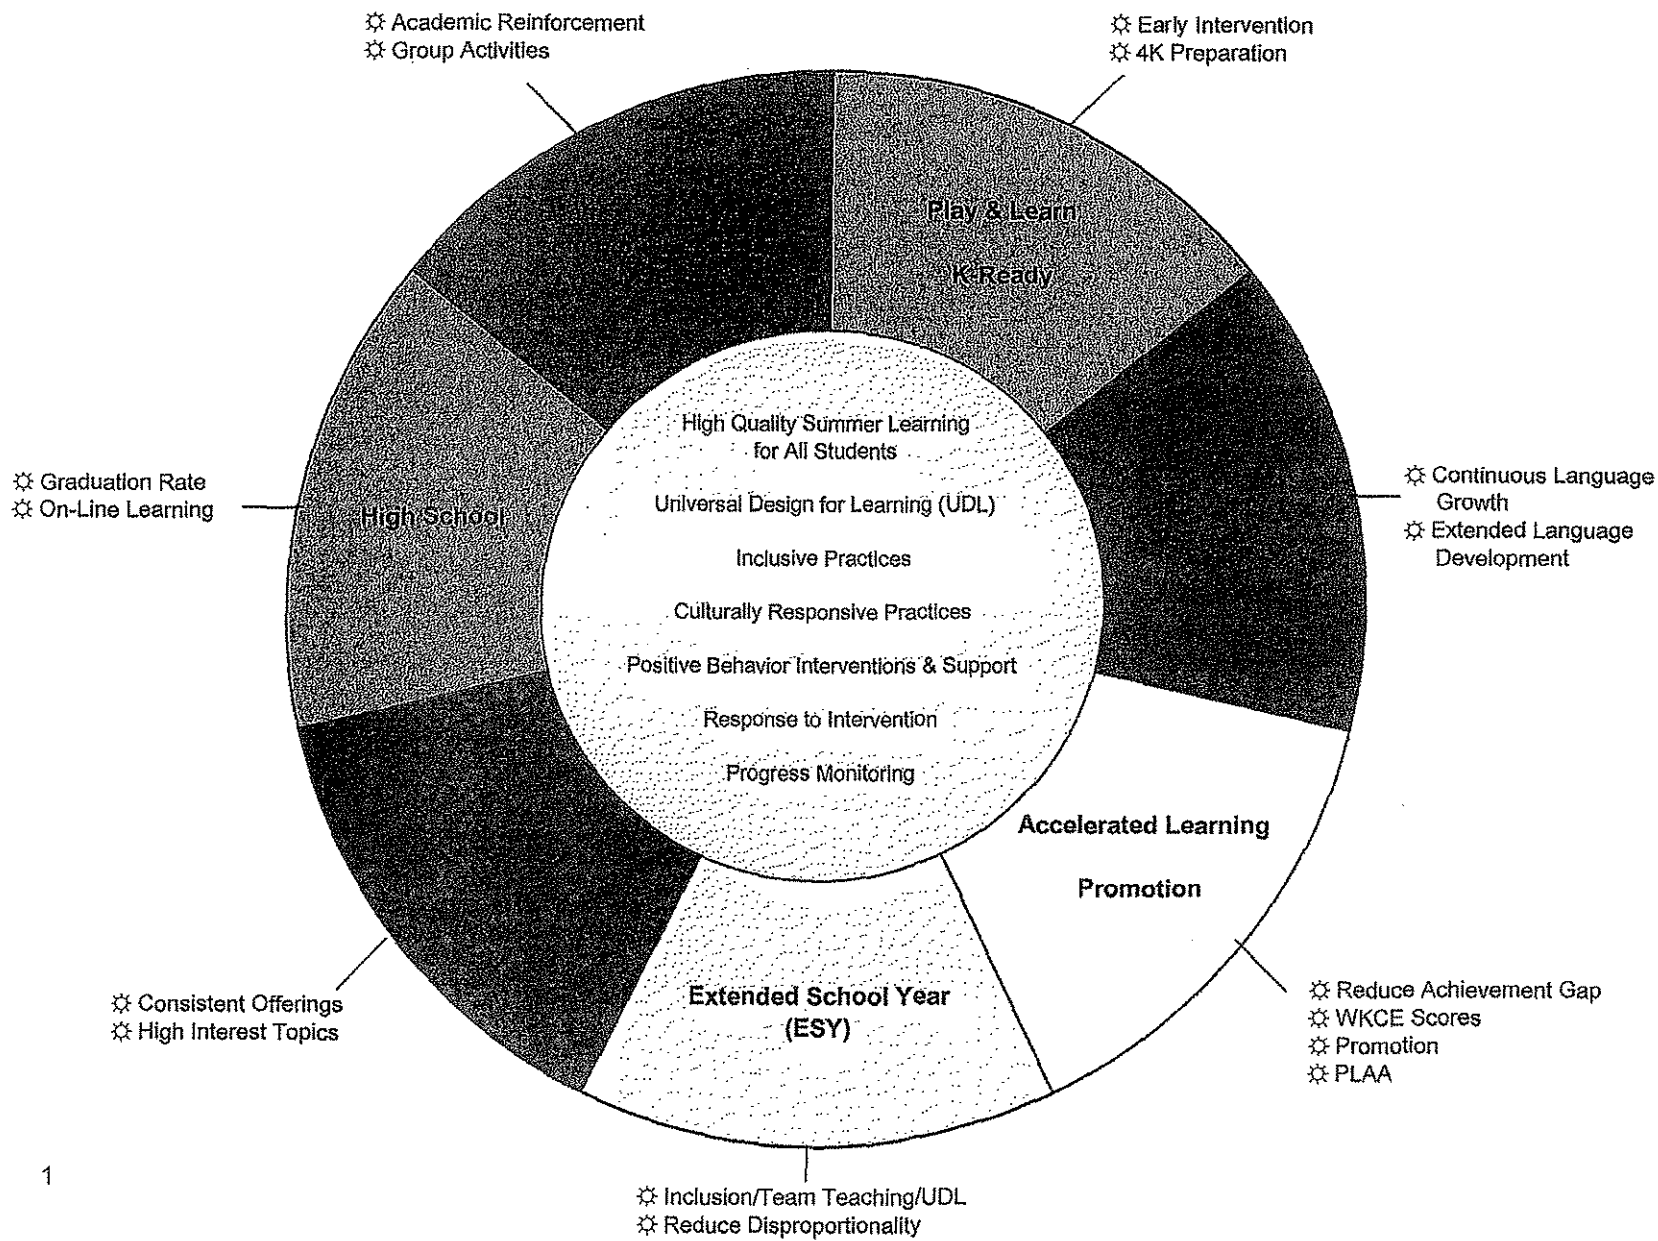 ☼ Academic Reinforcement
☼ Group Activities
☼ Early Intervention
☼ 4K Preparation
Play & Learn
K-Ready
High Quality Summer Learning
for All Students
Universal Design for Learning (UDL)
Inclusive Practices
Culturally Responsive Practices
Positive Behavior Interventions & Support
Response to Intervention
Progress Monitoring
☼ Graduation Rate
☼ On-Line Learning
High School
☼ Continuous Language
Growth
☼ Extended Language
Development
Accelerated Learning
Promotion
☼ Reduce Achievement Gap
☼ WKCE Scores
☼ Promotion
☼ PLAA
Extended School Year
(ESY)
☼ Consistent Offerings
☼ High Interest Topics
☼ Inclusion/Team Teaching/UDL
☼ Reduce Disproportionality
1